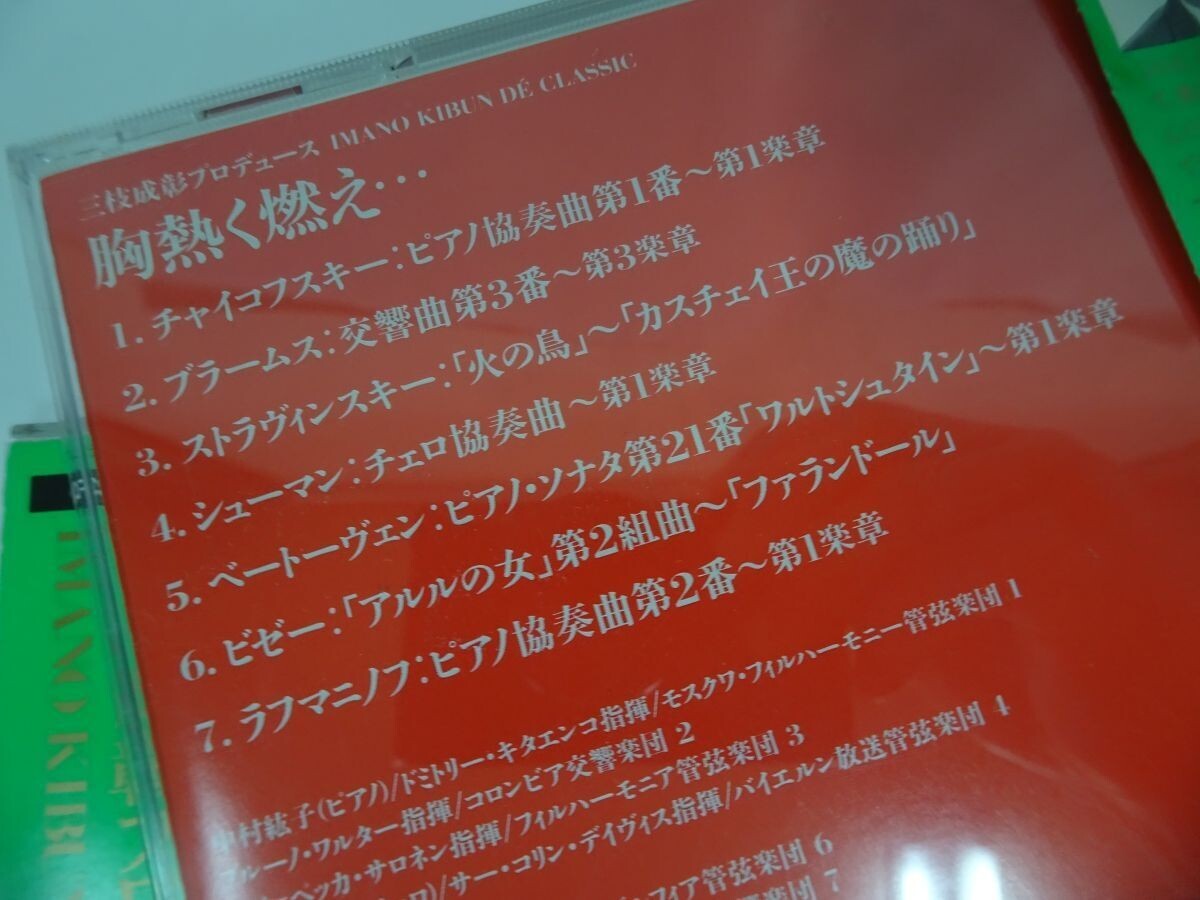 三枝成彰プロデュース IMANO KIBUN DÉ CLASSIC
胸熱く燃え…
1. チャイコフスキー：ピアノ協奏曲第1番～第1楽章
2. ブラームス：交響曲第3番～第3楽章
3. ストラヴィンスキー：「火の鳥」～「カスチェイ王の魔の踊り」
4. シューマン：チェロ協奏曲～第1楽章
5. ベートーヴェン：ピアノ・ソナタ第21番「ワルトシュタイン」～第1楽章
6. ビゼー：「アルルの女」第2組曲～「ファランドール」
7. ラフマニノフ：ピアノ協奏曲第2番～第1楽章
村紘子(ピアノ)/ドミトリー・キタエンコ指揮/モスクワ・フィルハーモニー管弦楽団 1
ルーノ・ワルター指揮/コロンビア交響楽団 2
ペッカ・サロネン指揮/フィルハーモニア管弦楽団 3
ロ)/サー・コリン・デイヴィス指揮/バイエルン放送管弦楽団 4
フィア管弦楽団 6
楽団 7
IMANO KIBU